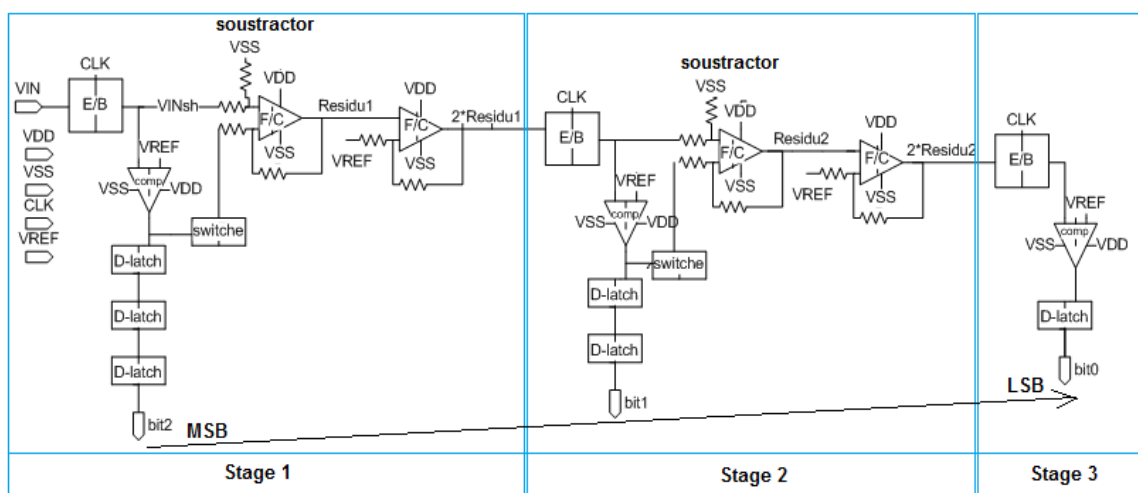 soustractor
VSS
CLK
VDD
VIN
E/B
VINsh
F/C
Residu1
VDD
F/C
2*Residu1
VSS
VREF
VSS
VREF
VSS
comp
VDD
switche
VDD
VSS
CLK
VREF
D-latch
D-latch
D-latch
bit2
MSB
Stage 1
soustractor
VSS
CLK
VDD
E/B
F/C
Residu2
VDD
F/C
2*Residu2
VSS
VREF
VSS
VREF
VSS
comp
VDD
switche
D-latch
D-latch
bit1
Stage 2
CLK
E/B
VREF
VSS
comp
VDD
D-latch
bit0
LSB
Stage 3